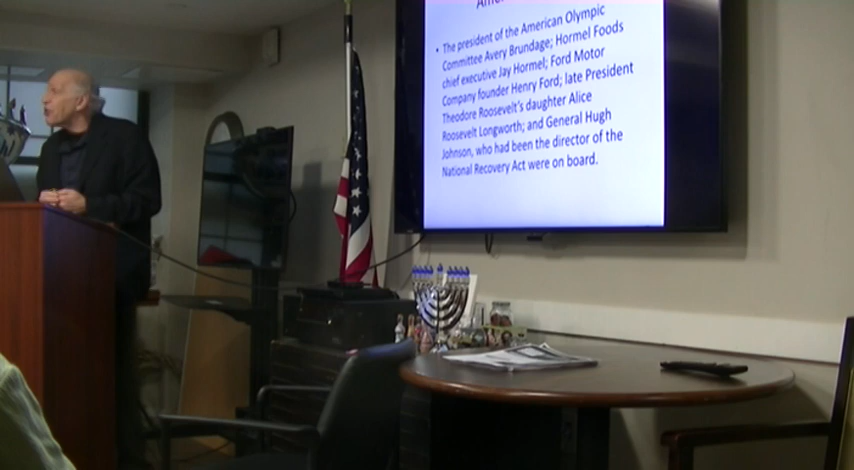 • The president of the American Olympic
Committee Avery Brundage; Hormel Foods
chief executive Jay Hormel; Ford Motor
Company founder Henry Ford; late President
Theodore Roosevelt's daughter Alice
Roosevelt Longworth; and General Hugh
Johnson, who had been the director of the
National Recovery Act were on board.